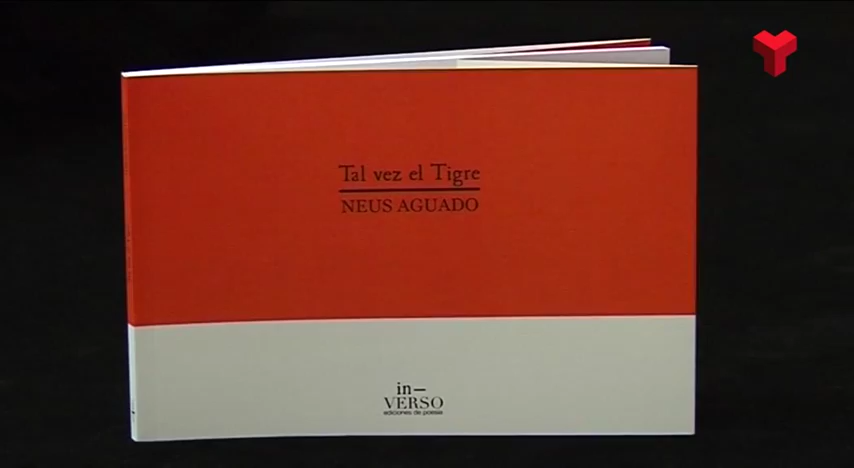 Tal vez el Tigre
NEUS AGUADO
in—
VERSO
ediciones de poesía